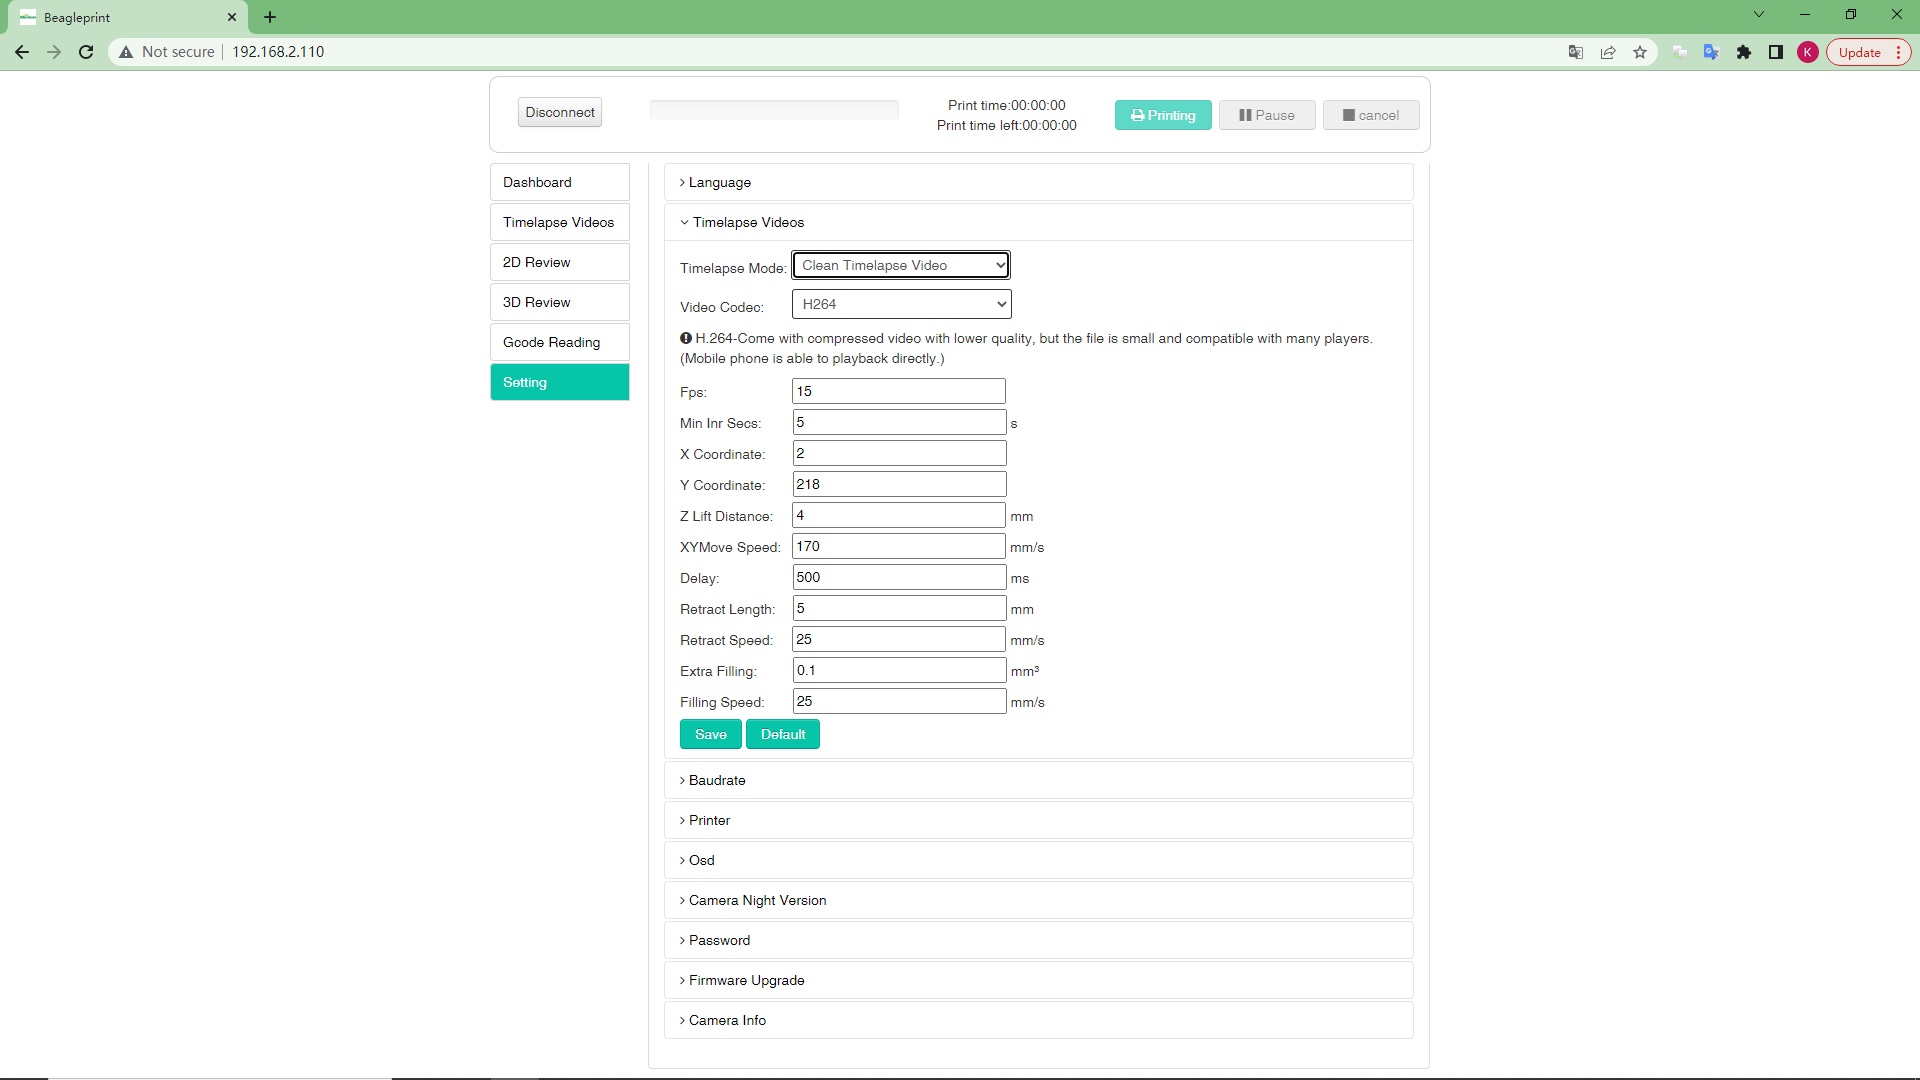 Beagleprint
Not secure 192.168.2.110
K
Update
Disconnect
Print time:00:00:00
Print time left:00:00:00
Printing
Pause
cancel
Dashboard
Timelapse Videos
2D Review
3D Review
Gcode Reading
Setting
Language
Timelapse Videos
Timelapse Mode: Clean Timelapse Video
Video Codec: H264
H.264-Come with compressed video with lower quality, but the file is small and compatible with many players.
(Mobile phone is able to playback directly.)
Fps: 15
Min Inr Secs: 5 s
X Coordinate: 2
Y Coordinate: 218
Z Lift Distance: 4 mm
XYMove Speed: 170 mm/s
Delay: 500 ms
Retract Length: 5 mm
Retract Speed: 25 mm/s
Extra Filling: 0.1 mm³
Filling Speed: 25 mm/s
Save Default
Baudrate
Printer
Osd
Camera Night Version
Password
Firmware Upgrade
Camera Info